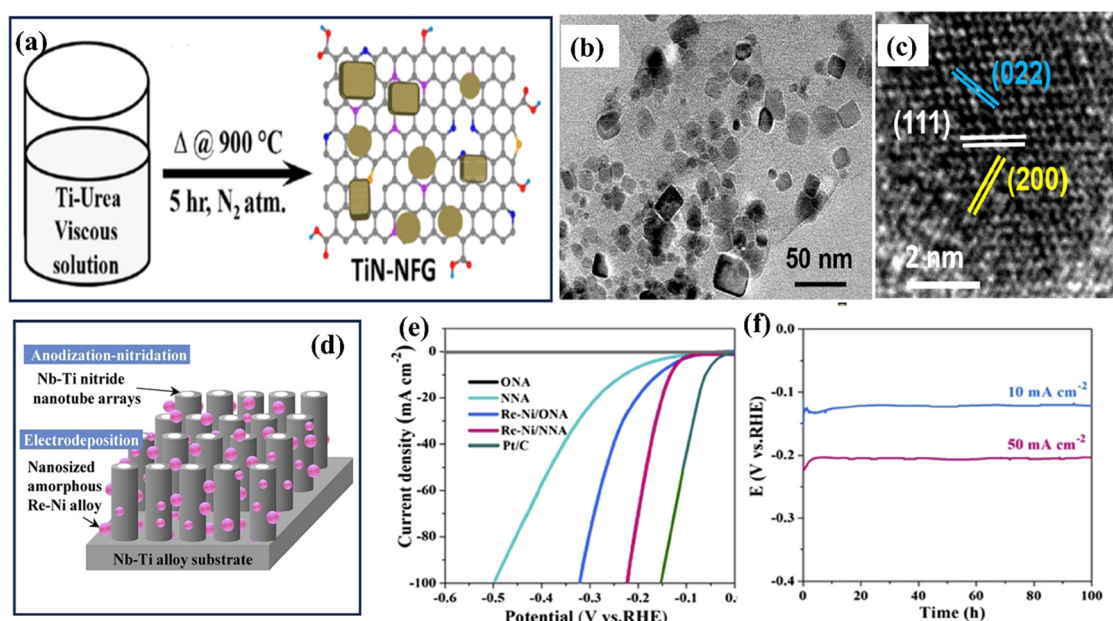 (a)
Ti-Urea
Viscous
solution
Δ @ 900 °C
5 hr, N₂ atm.
TiN-NFG
(b)
50 nm
(c)
(022)
(111)
(200)
2 nm
(d)
Anodization-nitridation
Nb-Ti nitride
nanotube arrays
Electrodeposition
Nanosized
amorphous
Re-Ni alloy
Nb-Ti alloy substrate
(e)
Current density (mA cm⁻²)
0
-20
-40
-60
-80
-100
ONA
NNA
Re-Ni/ONA
Re-Ni/NNA
Pt/C
-0.6
-0.5
-0.4
-0.3
-0.2
-0.1
0.
Potential (V vs.RHE)
(f)
E (V vs.RHE)
0.0
-0.1
-0.2
-0.3
-0.4
10 mA cm⁻²
50 mA cm⁻²
0
20
40
60
80
100
Time (h)